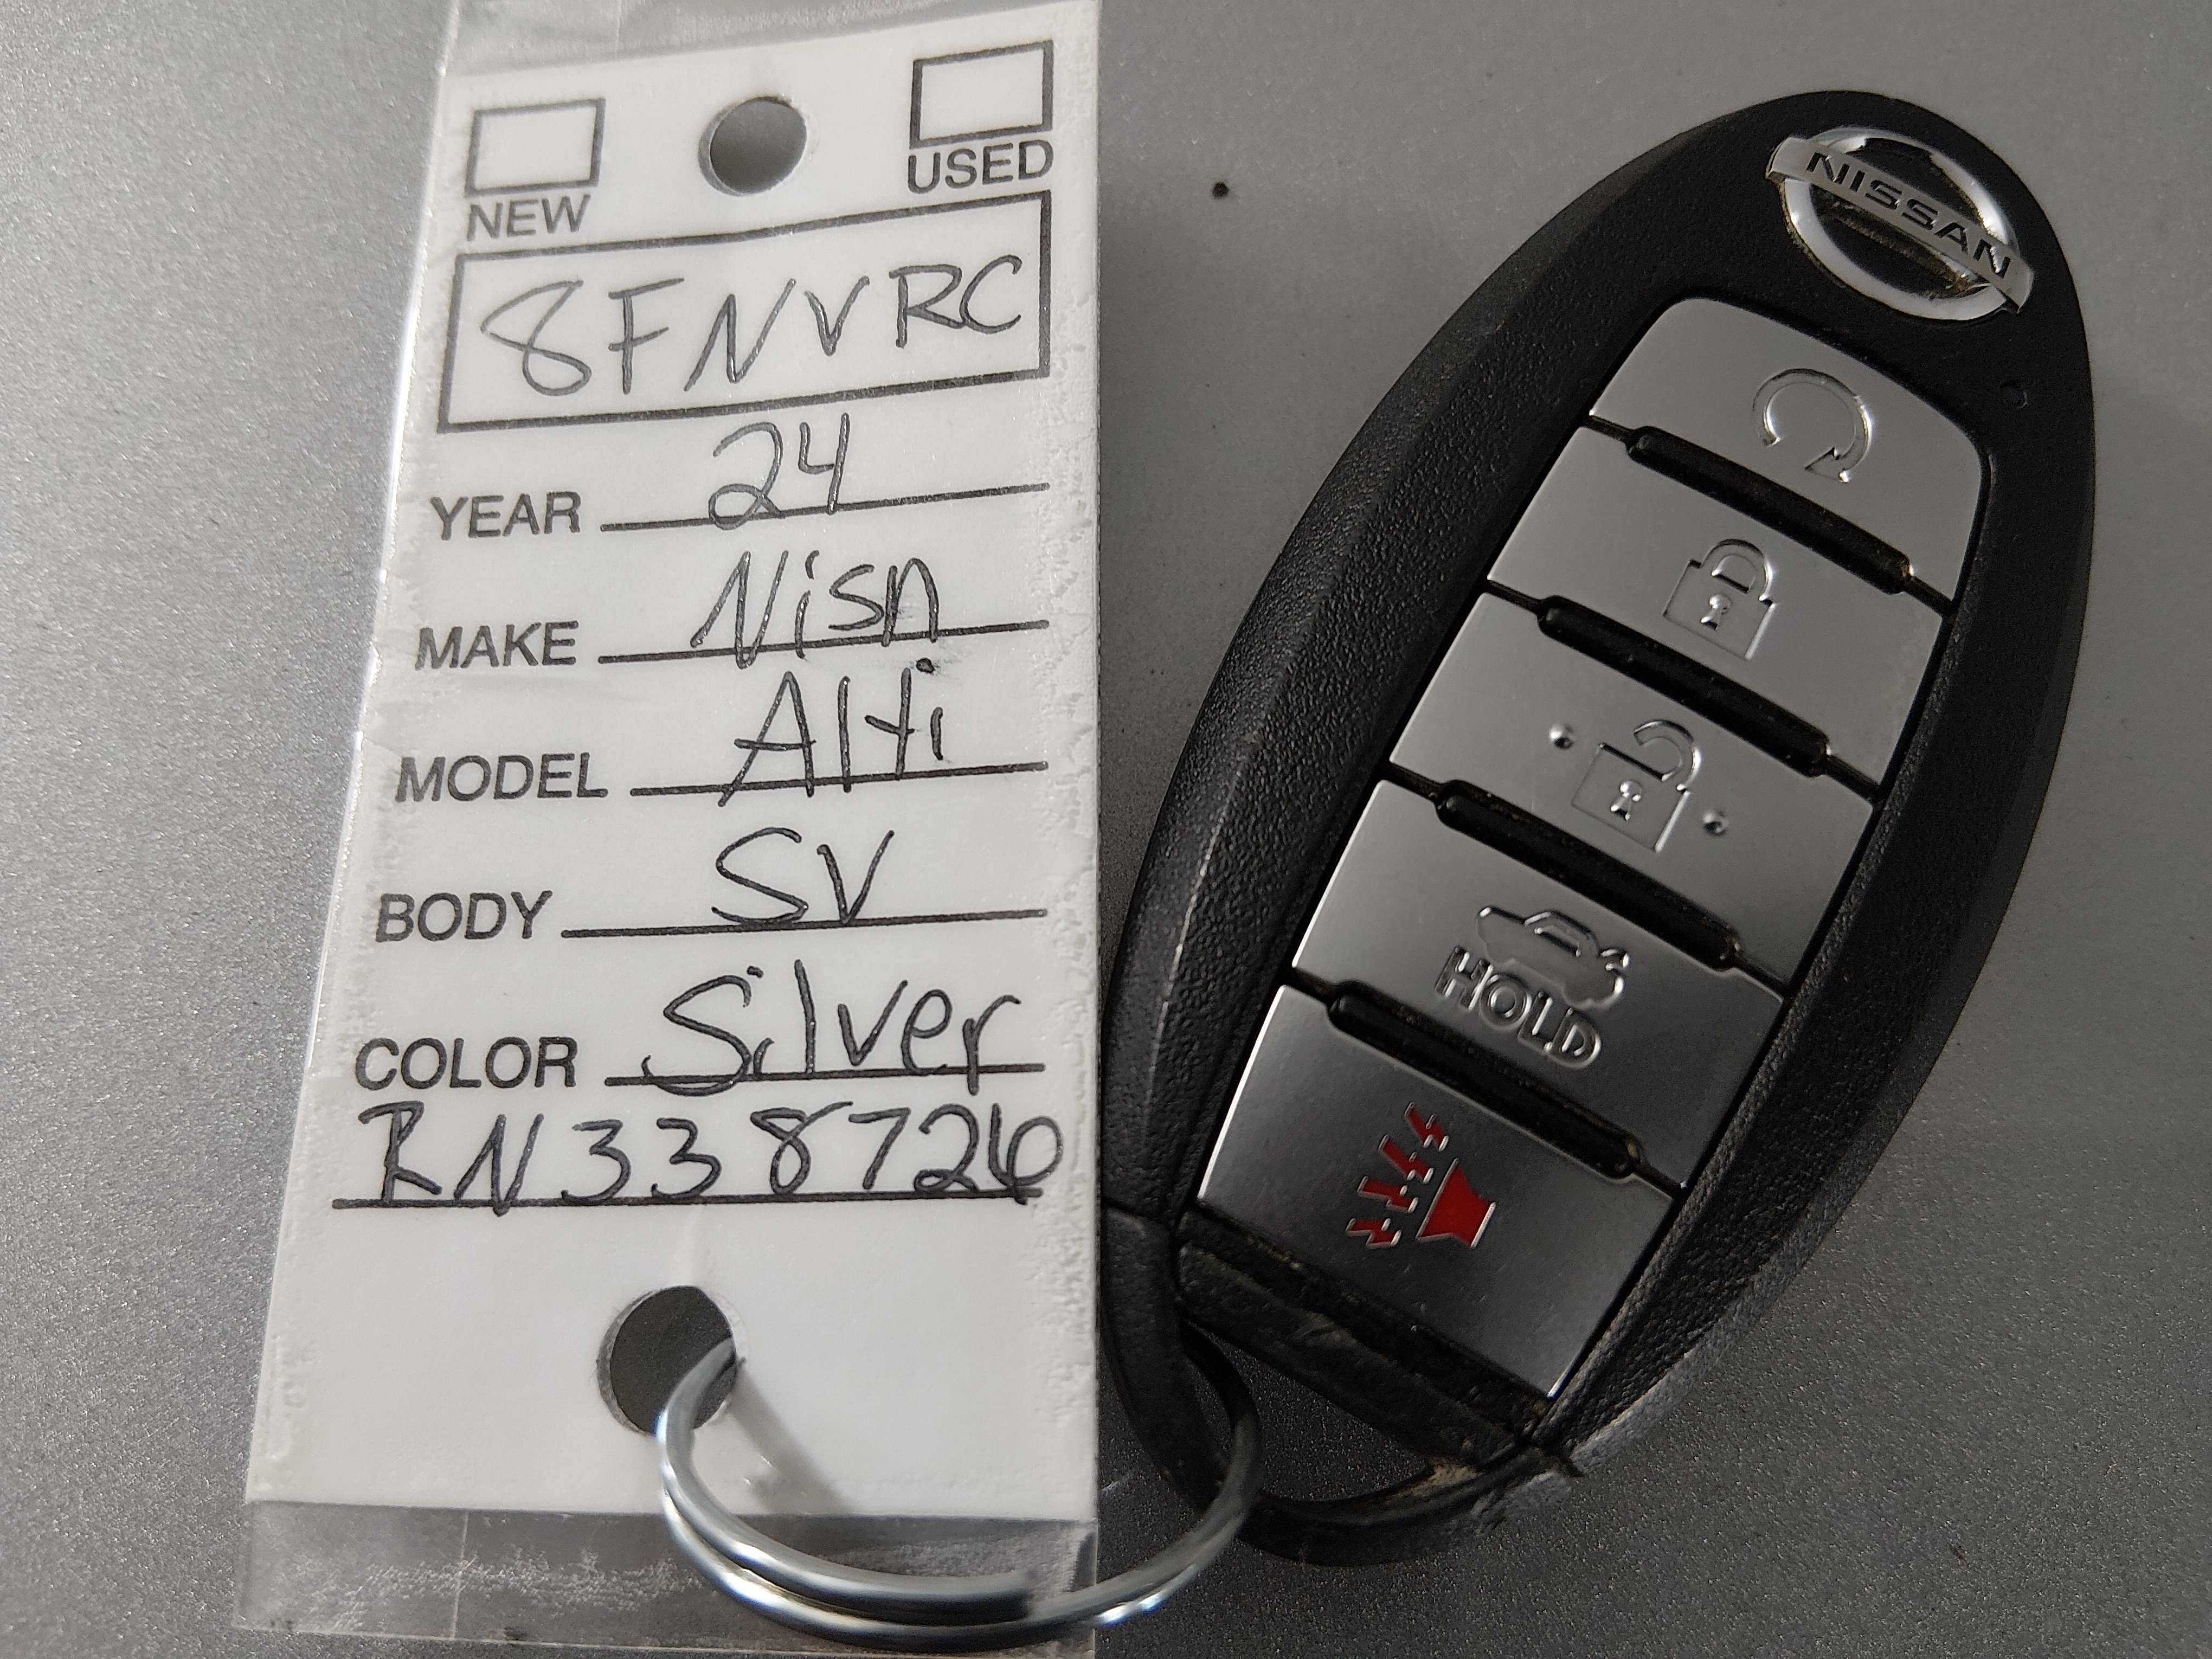 NEW
USED
8FNVRC
YEAR 24
MAKE Nisn
MODEL Alti
BODY SV
COLOR Silver
RN338726
NISSAN
HOLD